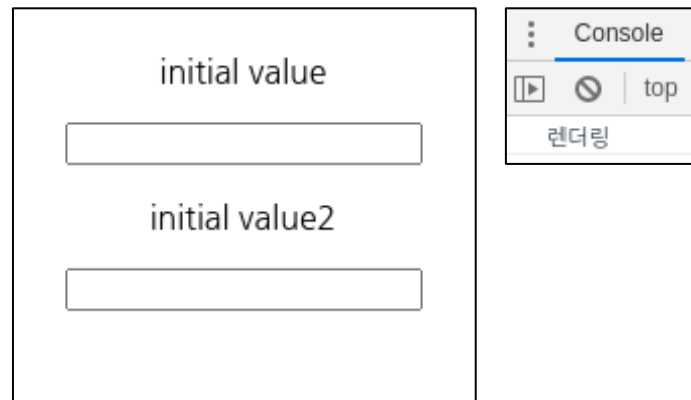 initial value
initial value2
Console
top
렌더링